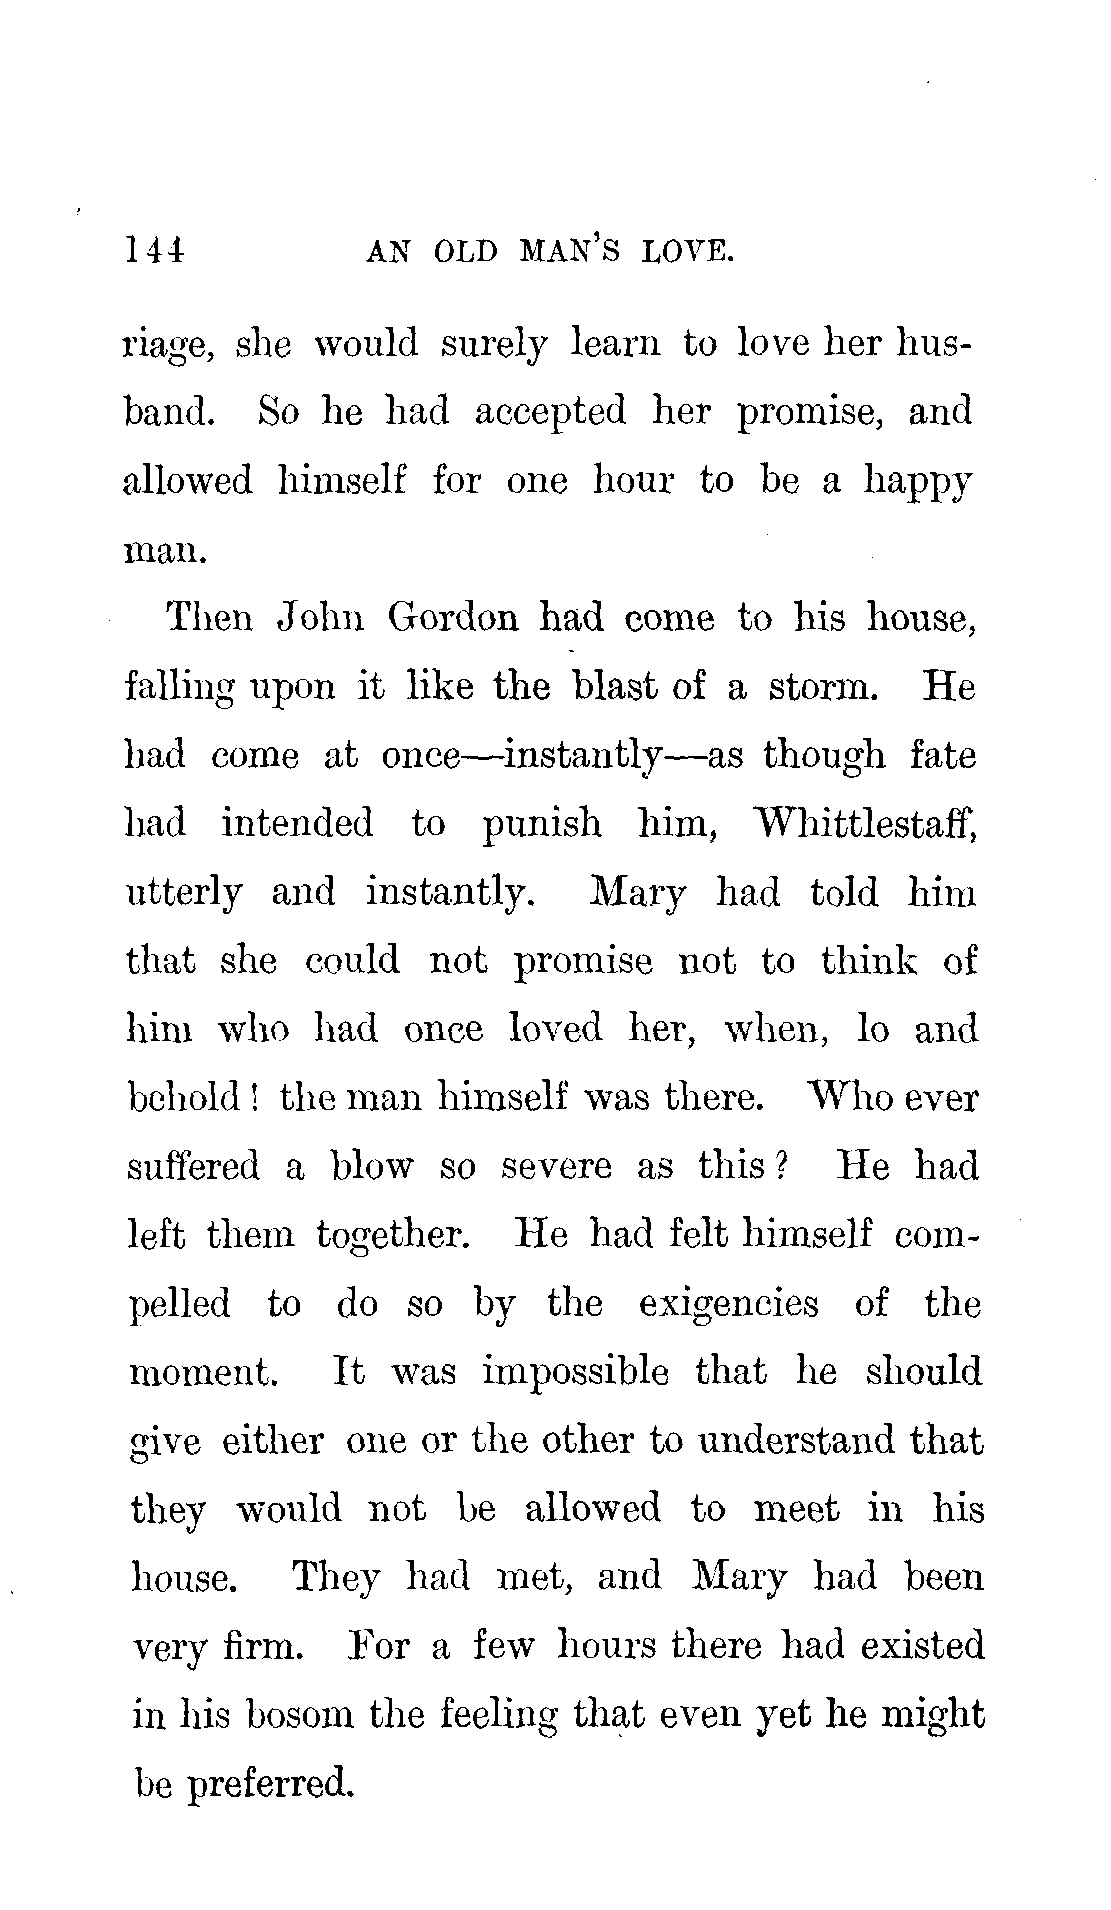 144 AN OLD MAN'S LOVE.
riage, she would surely learn to love her hus-
band. So he had accepted her promise, and
allowed himself for one hour to be a happy
man.
Then John Gordon had come to his house,
falling upon it like the blast of a storm. He
had come at once—instantly—as though fate
had intended to punish him, Whittlestaff,
utterly and instantly. Mary had told him
that she could not promise not to think of
him who had once loved her, when, lo and
behold! the man himself was there. Who ever
suffered a blow so severe as this? He had
left them together. He had felt himself com-
pelled to do so by the exigencies of the
moment. It was impossible that he should
give either one or the other to understand that
they would not be allowed to meet in his
house. They had met, and Mary had been
very firm. For a few hours there had existed
in his bosom the feeling that even yet he might
be preferred.